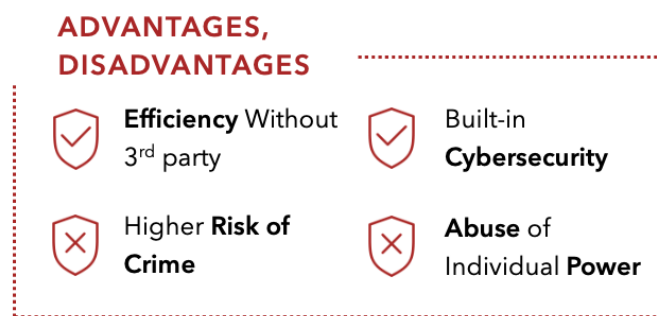 ADVANTAGES,
DISADVANTAGES
Efficiency Without
3rd party
Built-in
Cybersecurity
Higher Risk of
Crime
Abuse of
Individual Power